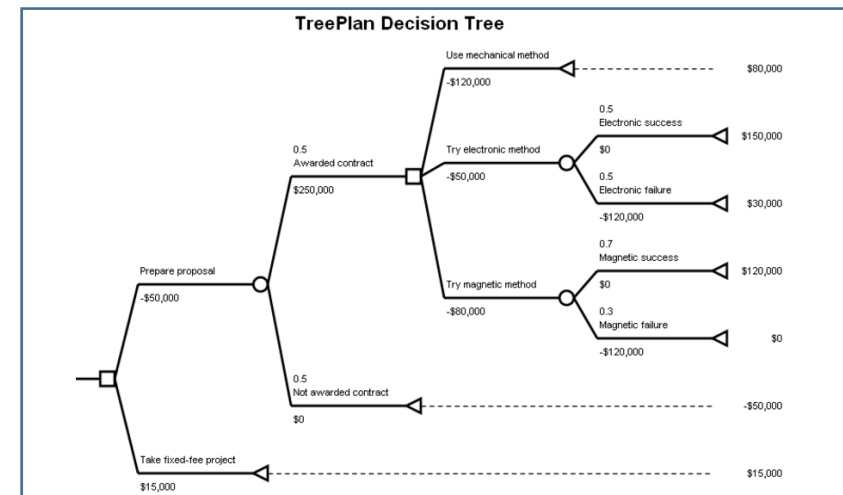 TreePlan Decision Tree
Use mechanical method
-$120,000
$80,000
0.5
Electronic success
$0
$150,000
Try electronic method
-$50,000
0.5
Electronic failure
-$120,000
$30,000
0.5
Awarded contract
$250,000
0.7
Magnetic success
$0
$120,000
Try magnetic method
-$80,000
0.3
Magnetic failure
-$120,000
$0
Prepare proposal
-$50,000
0.5
Not awarded contract
$0
-$50,000
Take fixed-fee project
$15,000
$15,000